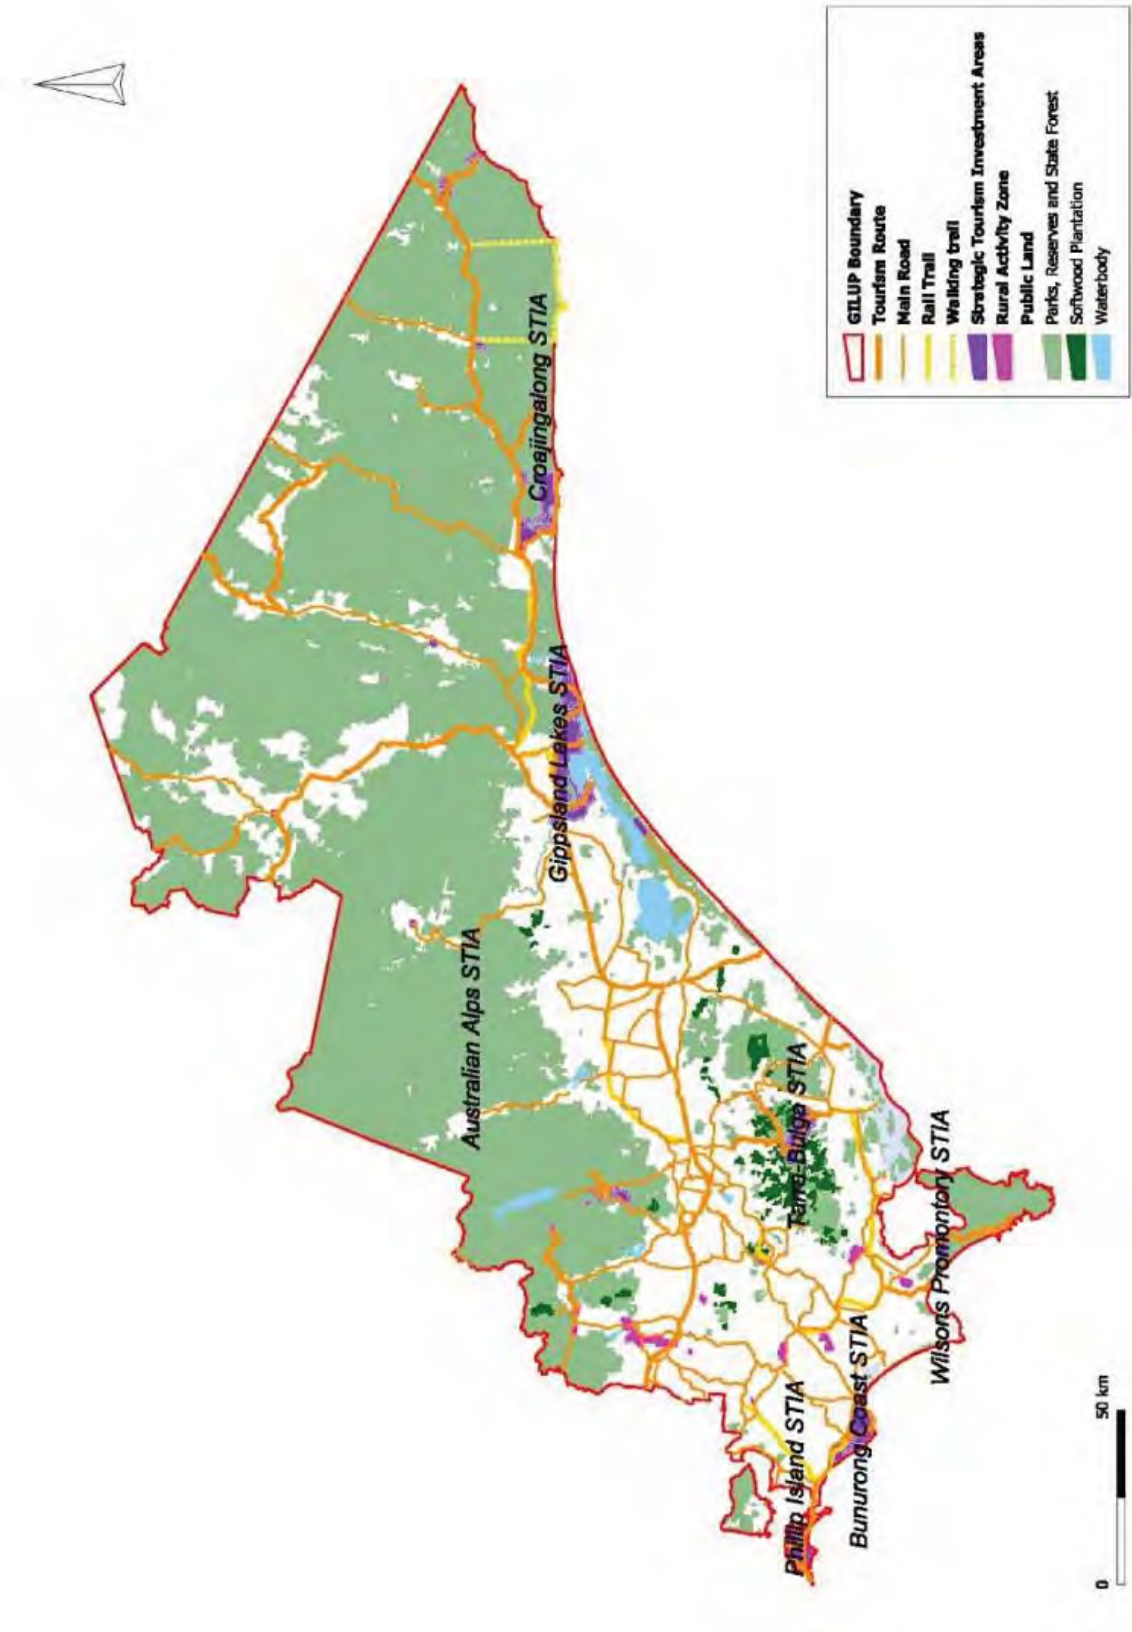 Croajingalong STIA
Gippsland Lakes STIA
Australian Alps STIA
Tarra-Bulga STIA
Wilsons Promontory STIA
Bunurong Coast STIA
Phillip Island STIA
GILUP Boundary
Tourism Route
Main Road
Rail Trail
Walking trail
Strategic Tourism Investment Areas
Rural Activity Zone
Public Land
Parks, Reserves and State Forest
Softwood Plantation
Waterbody
0 50 km